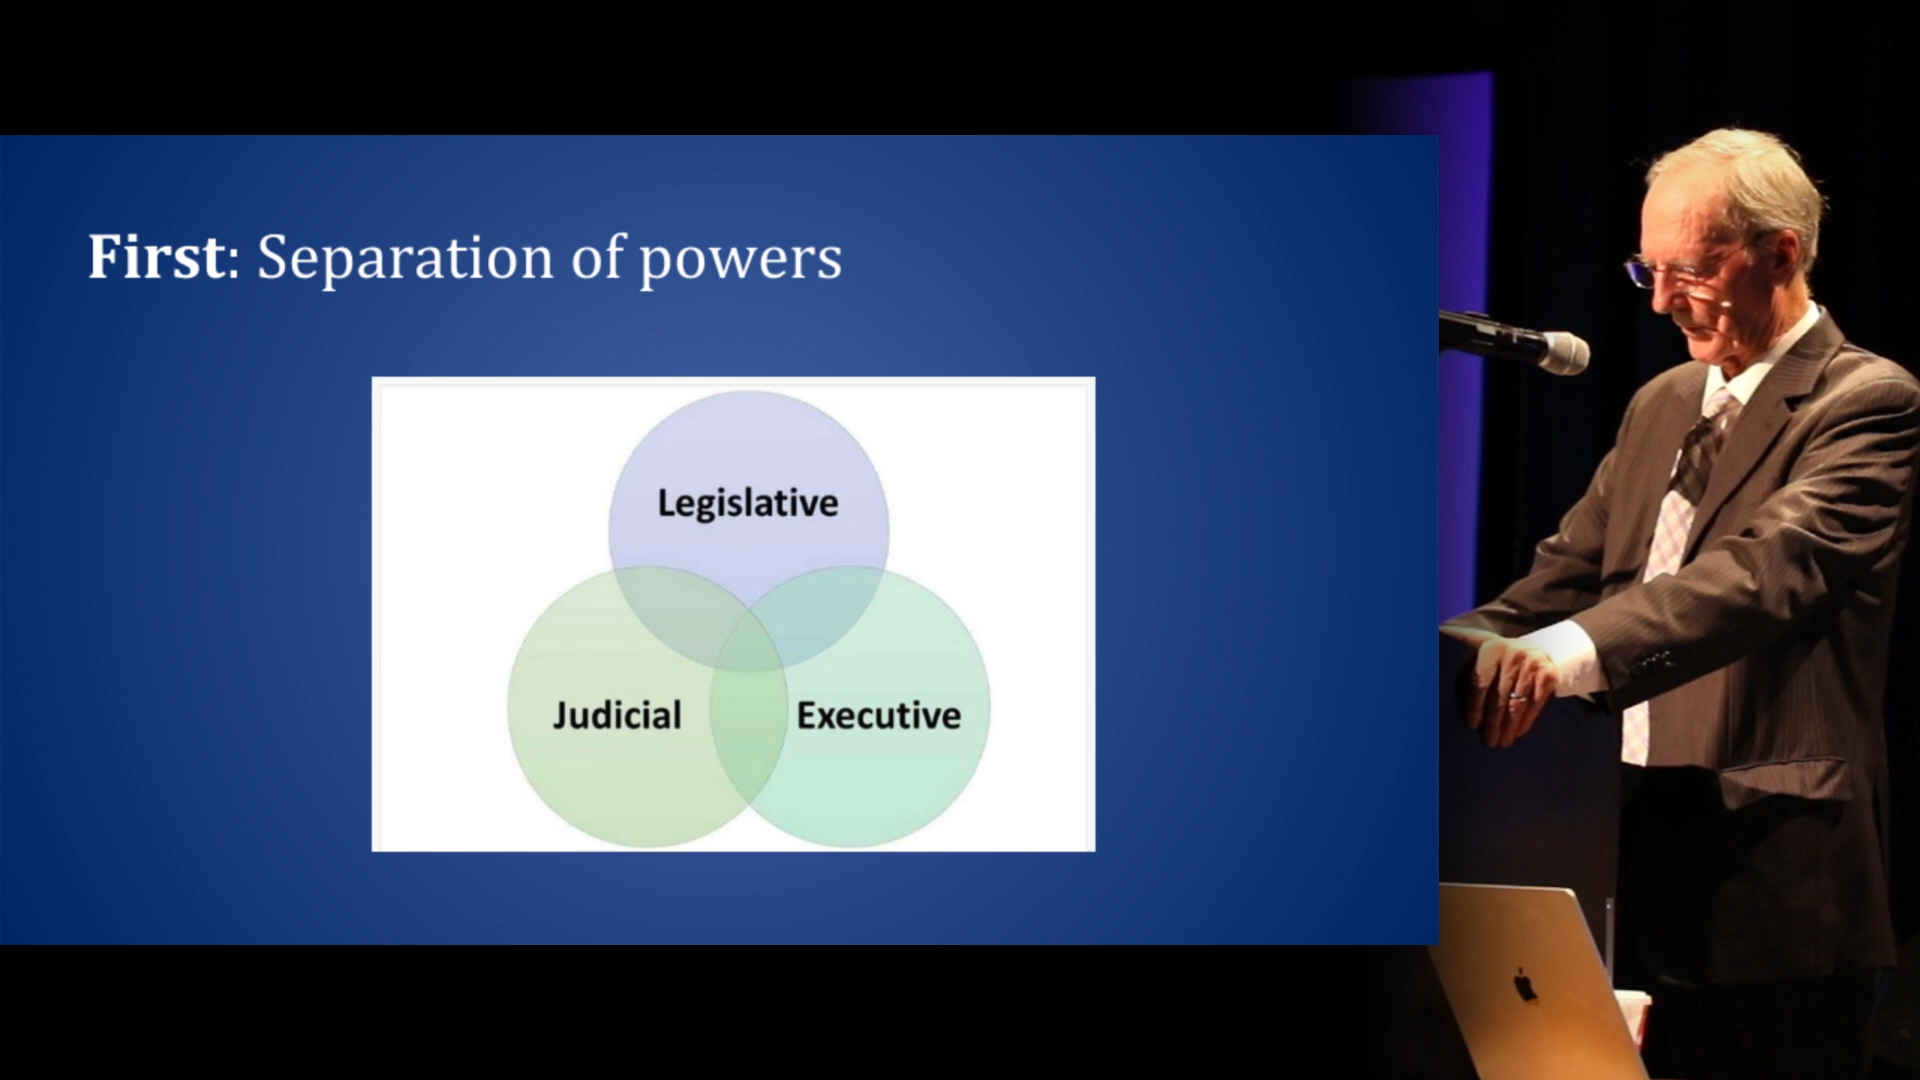 First: Separation of powers
Legislative
Judicial
Executive